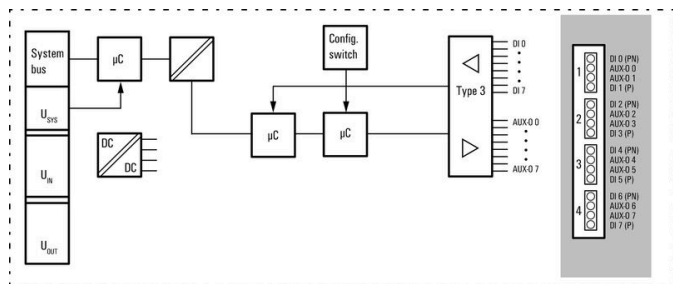 System
bus
U_SYS
U_IN
U_OUT
µC
DC
DC
Config.
switch
µC
µC
Type 3
DI 0
DI 7
AUX-O 0
AUX-O 7
1
DI 0 (PN)
AUX-O 0
AUX-O 1
DI 1 (P)
2
DI 2 (PN)
AUX-O 2
AUX-O 3
DI 3 (P)
3
DI 4 (PN)
AUX-O 4
AUX-O 5
DI 5 (P)
4
DI 6 (PN)
AUX-O 6
AUX-O 7
DI 7 (P)